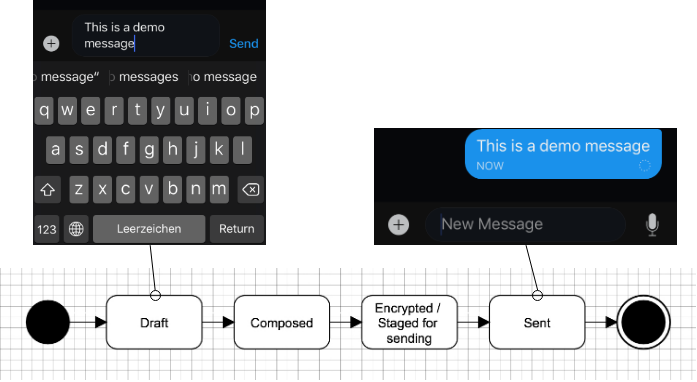 This is a demo
message
Send
message” messages no message
q w e r t y u i o p
a s d f g h j k l
z x c v b n m
123 Leerzeichen Return
This is a demo message
NOW
New Message
Draft
Composed
Encrypted /
Staged for
sending
Sent